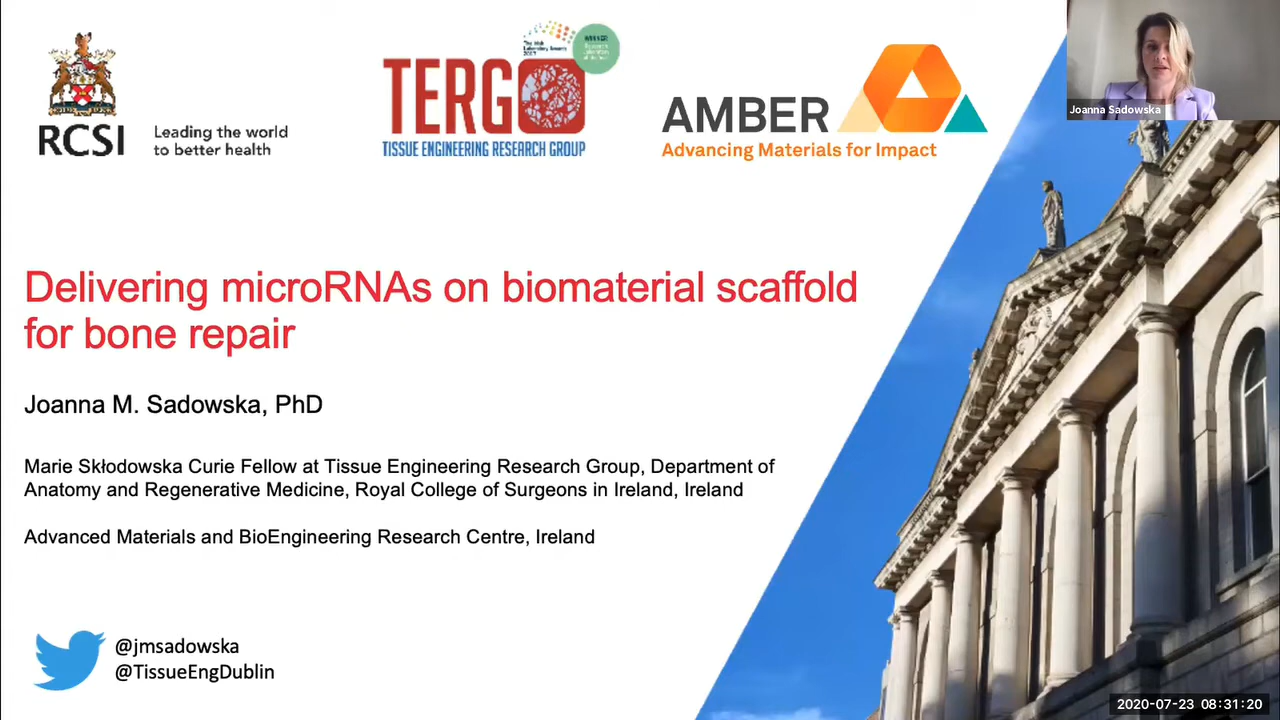 RCSI
Leading the world
to better health
TERG
TISSUE ENGINEERING RESEARCH GROUP
WINNER
AMBER
Advancing Materials for Impact
Joanna Sadowska
Delivering microRNAs on biomaterial scaffold
for bone repair
Joanna M. Sadowska, PhD
Marie Skłodowska Curie Fellow at Tissue Engineering Research Group, Department of
Anatomy and Regenerative Medicine, Royal College of Surgeons in Ireland, Ireland
Advanced Materials and BioEngineering Research Centre, Ireland
@jmsadowska
@TissueEngDublin
2020-07-23 08:31:20